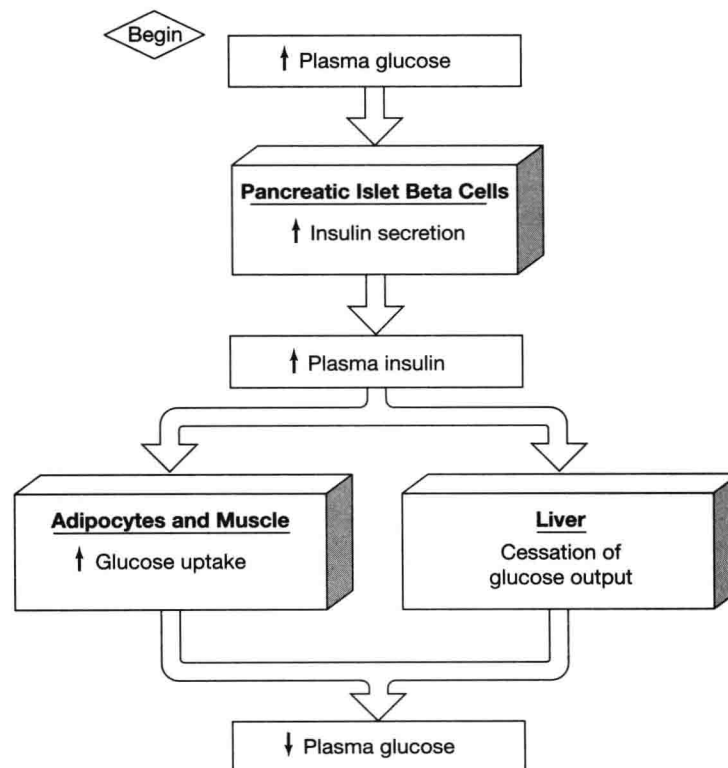 Begin
↑ Plasma glucose
Pancreatic Islet Beta Cells
↑ Insulin secretion
↑ Plasma insulin
Adipocytes and Muscle
↑ Glucose uptake
Liver
Cessation of
glucose output
↓ Plasma glucose